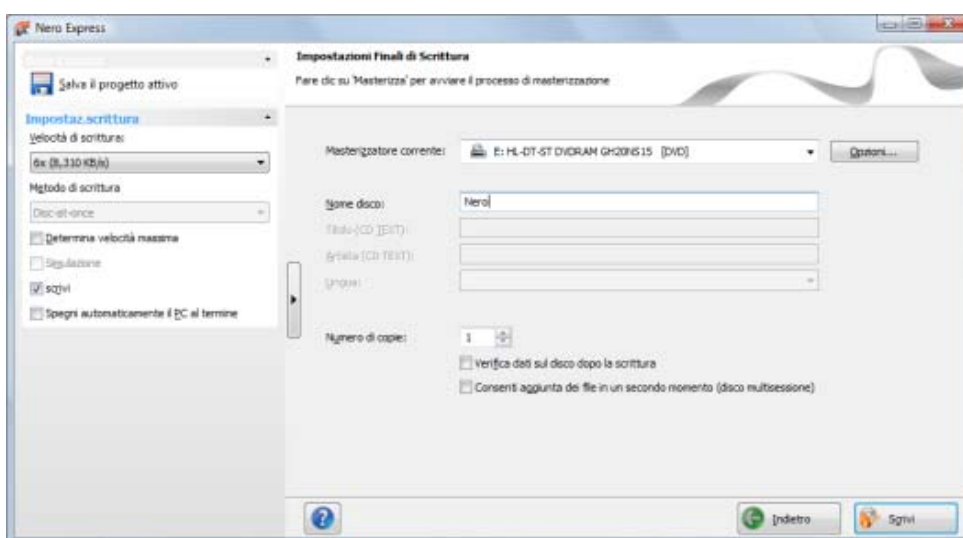 Nero Express
Salva il progetto attivo
Impostaz.scrittura
Velocità di scrittura:
6x (8,310 KB/s)
Metodo di scrittura
Disc-at-once
Determina velocità massima
Simulazione
scrivi
Spegni automaticamente il PC al termine
Impostazioni Finali di Scrittura
Fare clic su 'Masterizza' per avviare il processo di masterizzazione
Masterizzatore corrente:
E: HL-DT-ST DVDRAM GH20NS15 [DVD]
Opzioni...
Nome disco:
Nero
Titolo (CD TEXT):
Artista (CD TEXT):
Lingua:
Numero di copie:
1
Verifica dati sul disco dopo la scrittura
Consenti aggiunta dei file in un secondo momento (disco multisessione)
Indietro
Scrivi